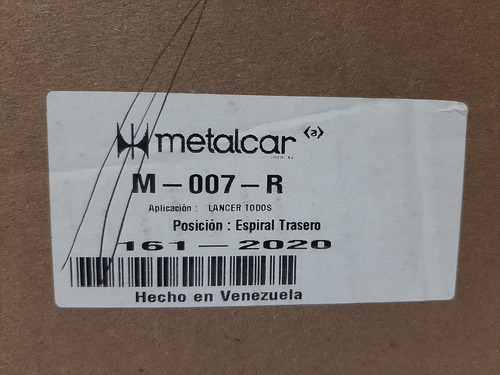 metalcar (a)
M-007-R
Aplicación : LANCER TODOS
Posición : Espiral Trasero
161-2020
Hecho en Venezuela